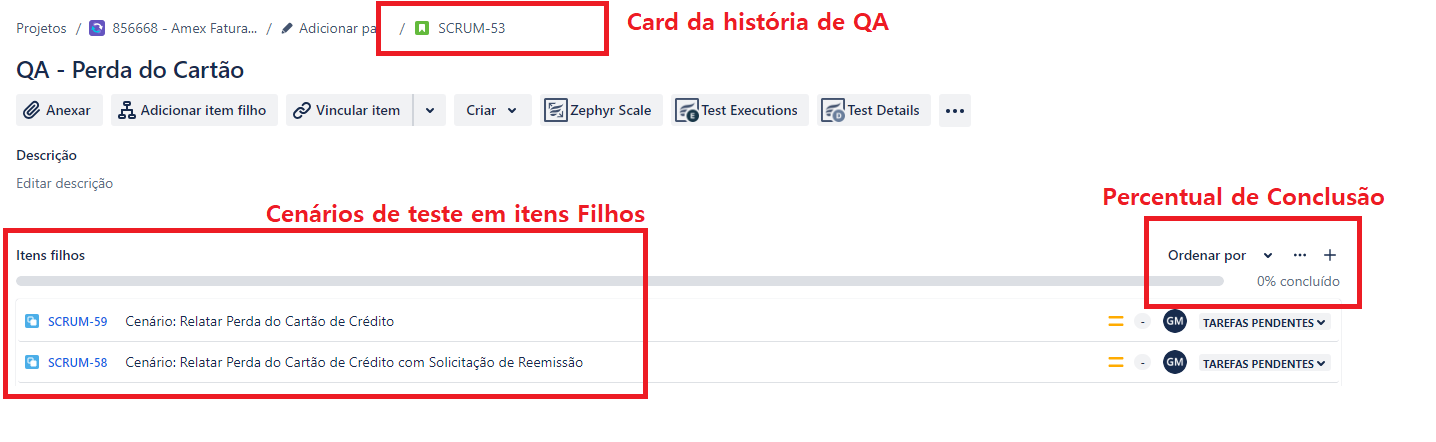 Card da história de QA
Projetos / 856668 - Amex Fatura... / Adicionar pa / SCRUM-53
QA - Perda do Cartão
Anexar Adicionar item filho Vincular item Criar Zephyr Scale Test Executions Test Details ...
Descrição
Editar descrição
Percentual de Conclusão
Cenários de teste em itens Filhos
Itens filhos Ordenar por
0% concluído
SCRUM-59 Cenário: Relatar Perda do Cartão de Crédito - GM TAREFAS PENDENTES
SCRUM-58 Cenário: Relatar Perda do Cartão de Crédito com Solicitação de Reemissão - GM TAREFAS PENDENTES